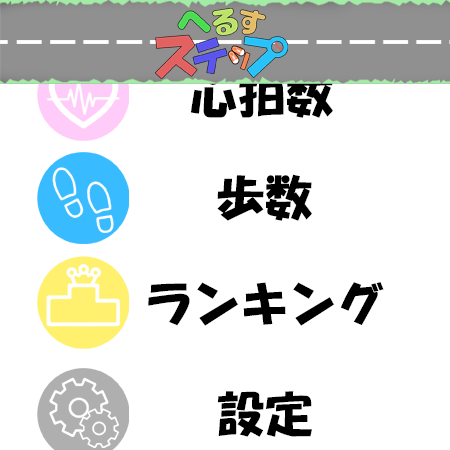 へるす
ステップ
心拍数
歩数
ランキング
設定